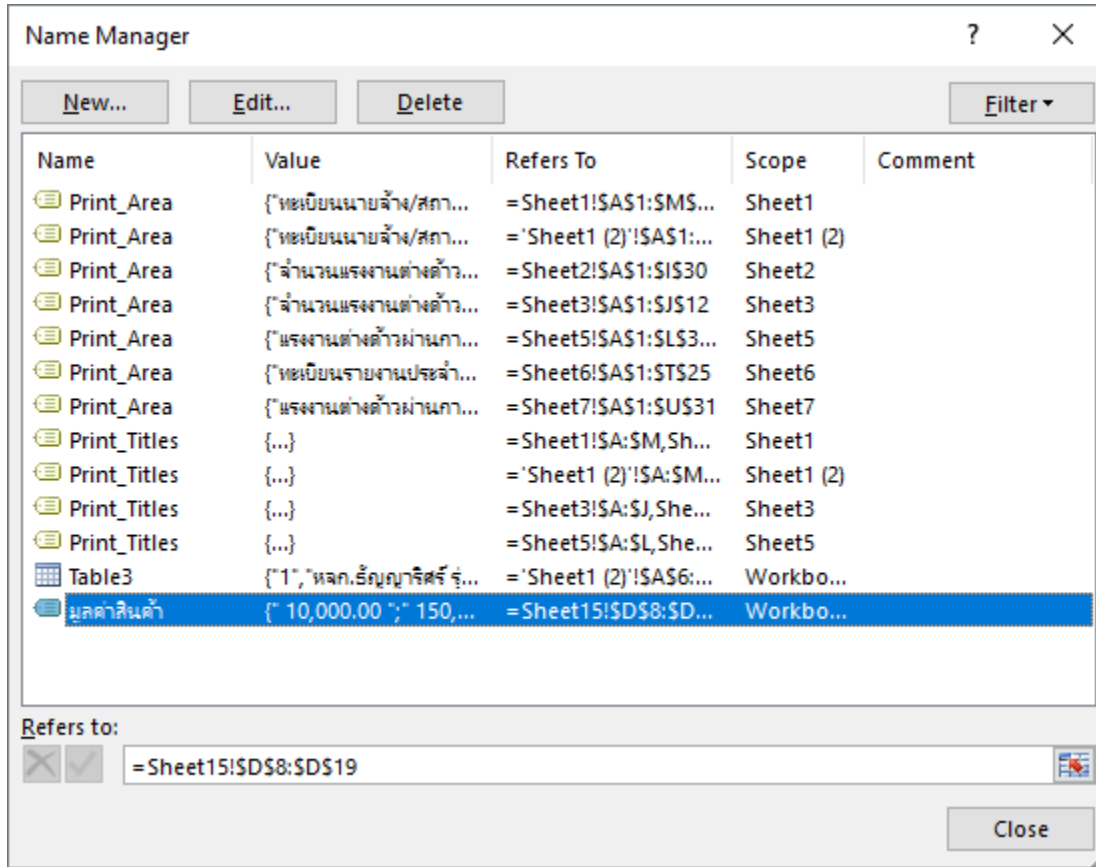 Name Manager ? ×
New... Edit... Delete Filter
Name Value Refers To Scope Comment
Print_Area {"ทะเบียนนายจ้าง/สถา... =Sheet1!$A$1:$M$... Sheet1
Print_Area {"ทะเบียนนายจ้าง/สถา... ='Sheet1 (2)'!$A$1:... Sheet1 (2)
Print_Area {"จำนวนแรงงานต่างด้าว... =Sheet2!$A$1:$I$30 Sheet2
Print_Area {"จำนวนแรงงานต่างด้าว... =Sheet3!$A$1:$J$12 Sheet3
Print_Area {"แรงงานต่างด้าวผ่านกา... =Sheet5!$A$1:$L$3... Sheet5
Print_Area {"ทะเบียนรายงานประจำ... =Sheet6!$A$1:$T$25 Sheet6
Print_Area {"แรงงานต่างด้าวผ่านกา... =Sheet7!$A$1:$U$31 Sheet7
Print_Titles {...} =Sheet1!$A:$M,Sh... Sheet1
Print_Titles {...} ='Sheet1 (2)'!$A:$M... Sheet1 (2)
Print_Titles {...} =Sheet3!$A:$J,She... Sheet3
Print_Titles {...} =Sheet5!$A:$L,She... Sheet5
Table3 {"1","หจก.ธัญญาริสร์ รุ่... ='Sheet1 (2)'!$A$6:... Workbo...
มูลค่าสินค้า {" 10,000.00 ";" 150,... =Sheet15!$D$8:$D... Workbo...
Refers to:
=Sheet15!$D$8:$D$19
Close